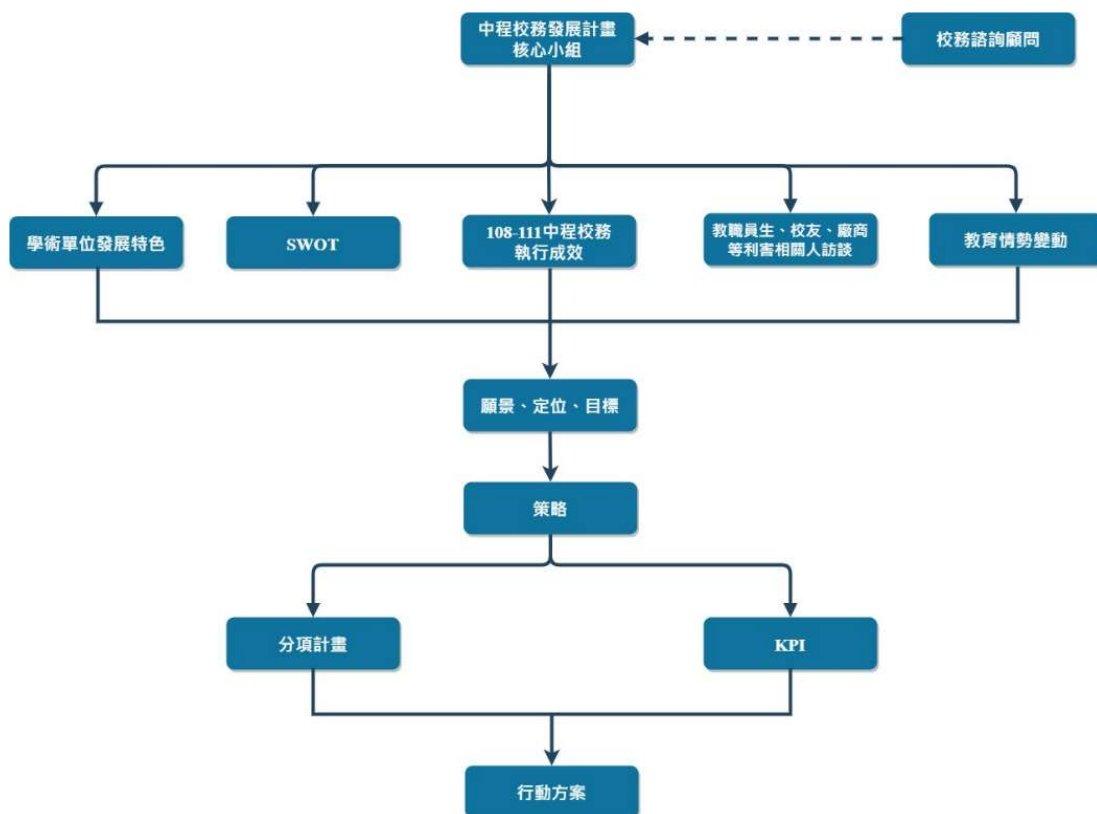 中程校務發展計畫
核心小組
校務諮詢顧問
學術單位發展特色
SWOT
108-111中程校務
執行成效
教職員生、校友、廠商
等利害相關人訪談
教育情勢變動
願景、定位、目標
策略
分項計畫
KPI
行動方案